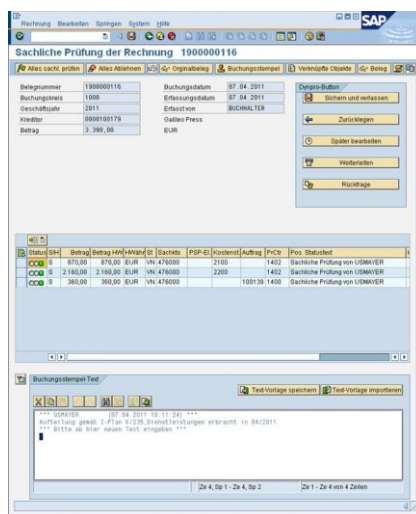 Rechnung Bearbeiten Springen System Hilfe
SAP
Sachliche Prüfung der Rechnung 1900000116
Alles sachl. prüfen Alles Ablehnen Orginalbeleg Buchungsstempel Verknüpfte Objekte Beleg
Belegnummer 1900000116 Buchungsdatum 07.04.2011 Dynpro-Button
Buchungskreis 1000 Erfassungsdatum 07.04.2011 Sichern und verlassen
Geschäftsjahr 2011 Erfasst von BUCHHALTER
Kreditor 0000100179 Galileo Press Zurücklegen
Betrag 3.390,00 EUR
Später bearbeiten
Weiterleiten
Rückfrage
Status S/H Betrag Betrag HW HWähr St Sachkto PSP-El. Kostenst. Auftrag PrCtr Pos. Statustext
S 870,00 870,00 EUR VN 476000 2100 1402 Sachliche Prüfung von USMAYER
S 2.160,00 2.160,00 EUR VN 476000 2200 1402 Sachliche Prüfung von USMAYER
S 360,00 360,00 EUR VN 476000 100139 1400 Sachliche Prüfung von USMAYER
Buchungsstempel-Text
Text-Vorlage speichern Text-Vorlage importieren
*** USMAYER (07.04.2011 18:11:24) ***
Aufteilung gemäß I-Plan K/235,Dienstleistungen erbracht in 04/2011
*** Bitte ab hier neuen Text eingeben ***
Ze 4, Sp 1 - Ze 4, Sp 2 Ze 1 - Ze 4 von 4 Zeilen